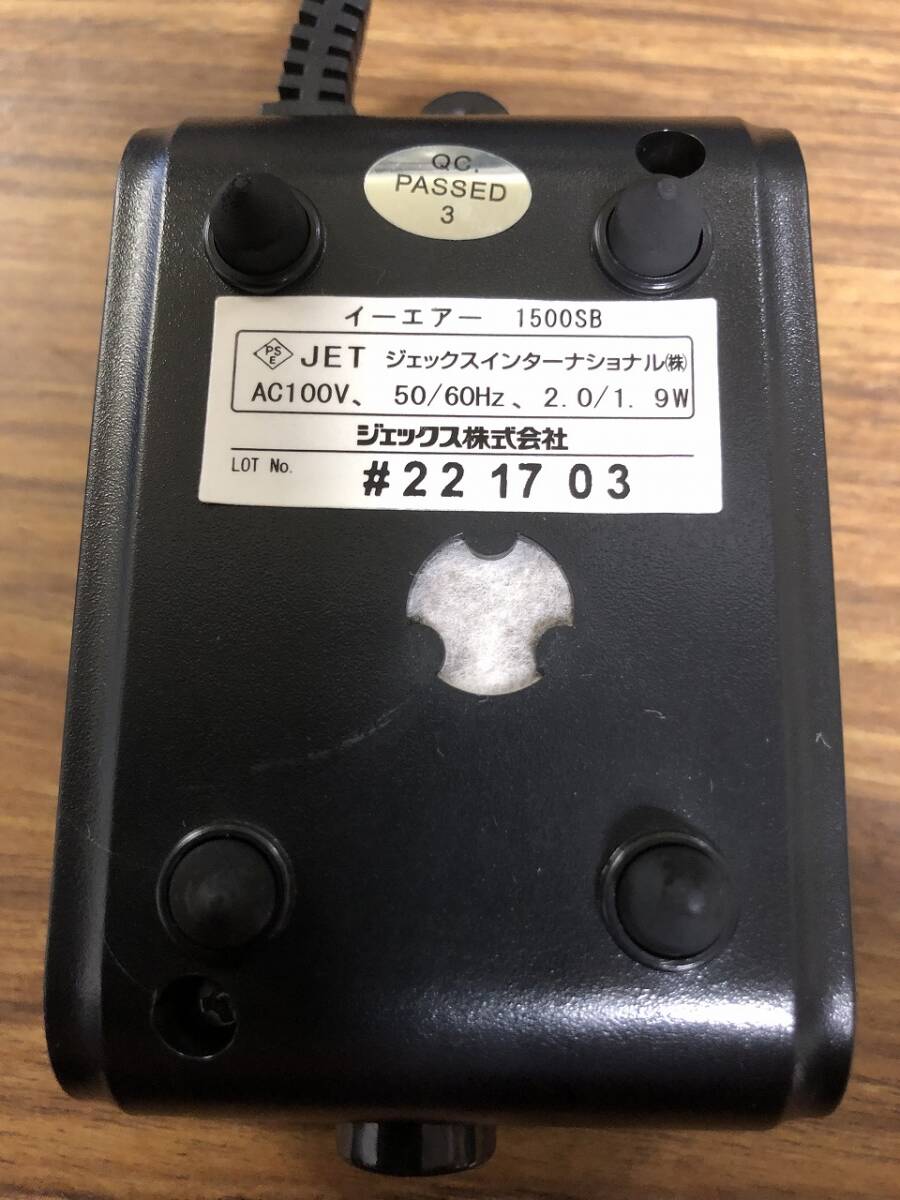 QC.
PASSED
3
イーエアー 1500SB
PS
E
JET ジェックスインターナショナル㈱
AC100V、 50/60Hz、2.0/1.9W
ジェックス株式会社
LOT No. #22 17 03